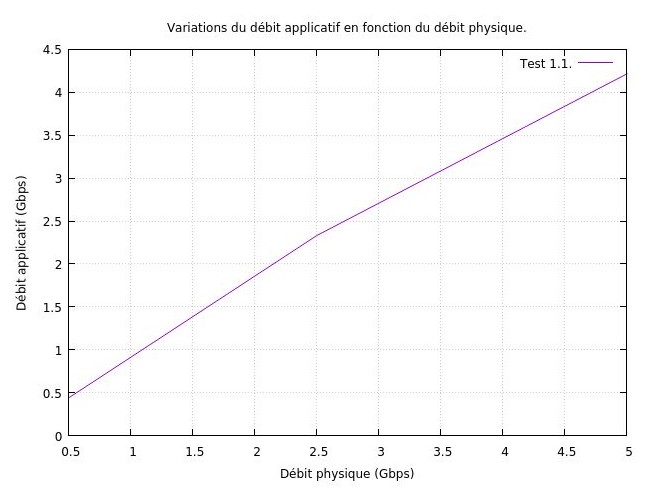 Variations du débit applicatif en fonction du débit physique.
Test 1.1.
4.5
4
3.5
3
2.5
2
1.5
1
0.5
0
Débit applicatif (Gbps)
0.5 1 1.5 2 2.5 3 3.5 4 4.5 5
Débit physique (Gbps)